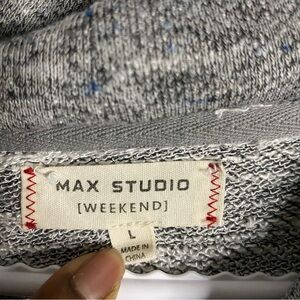 MAX STUDIO
[WEEKEND]
L
MADE IN
CHINA